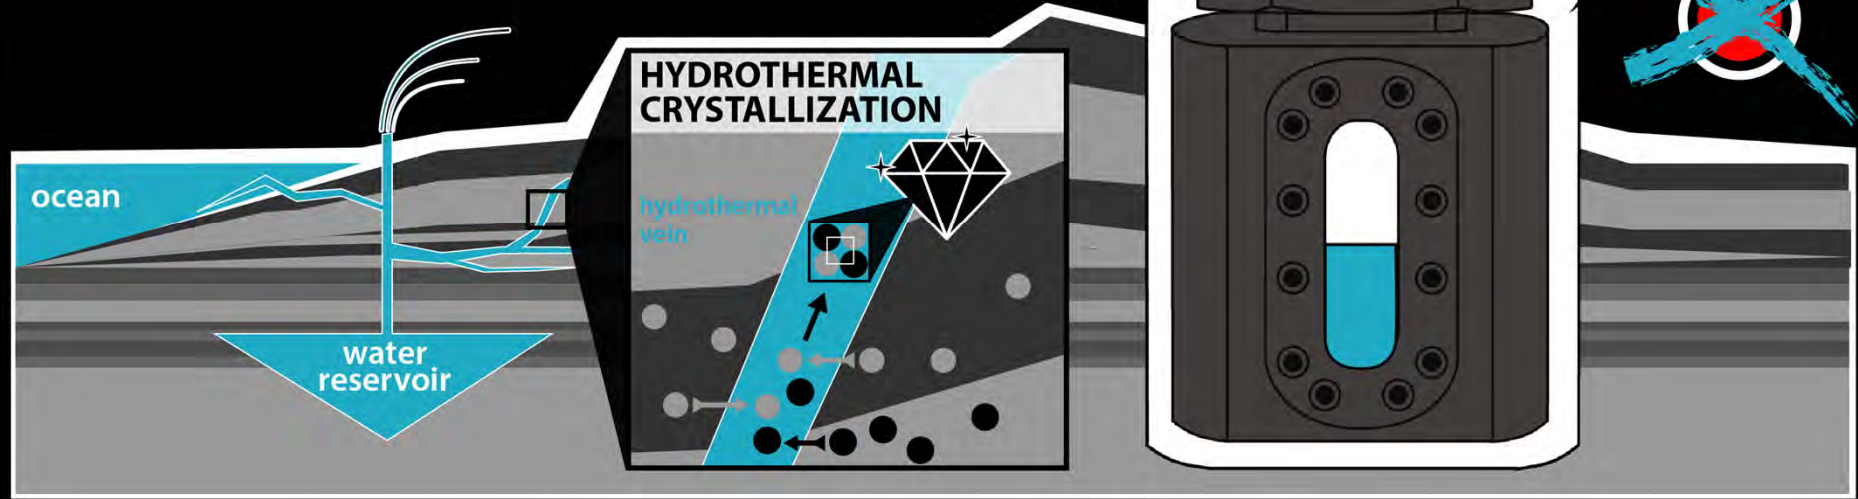 HYDROTHERMAL
CRYSTALLIZATION
ocean
hydrothermal
vein
water
reservoir